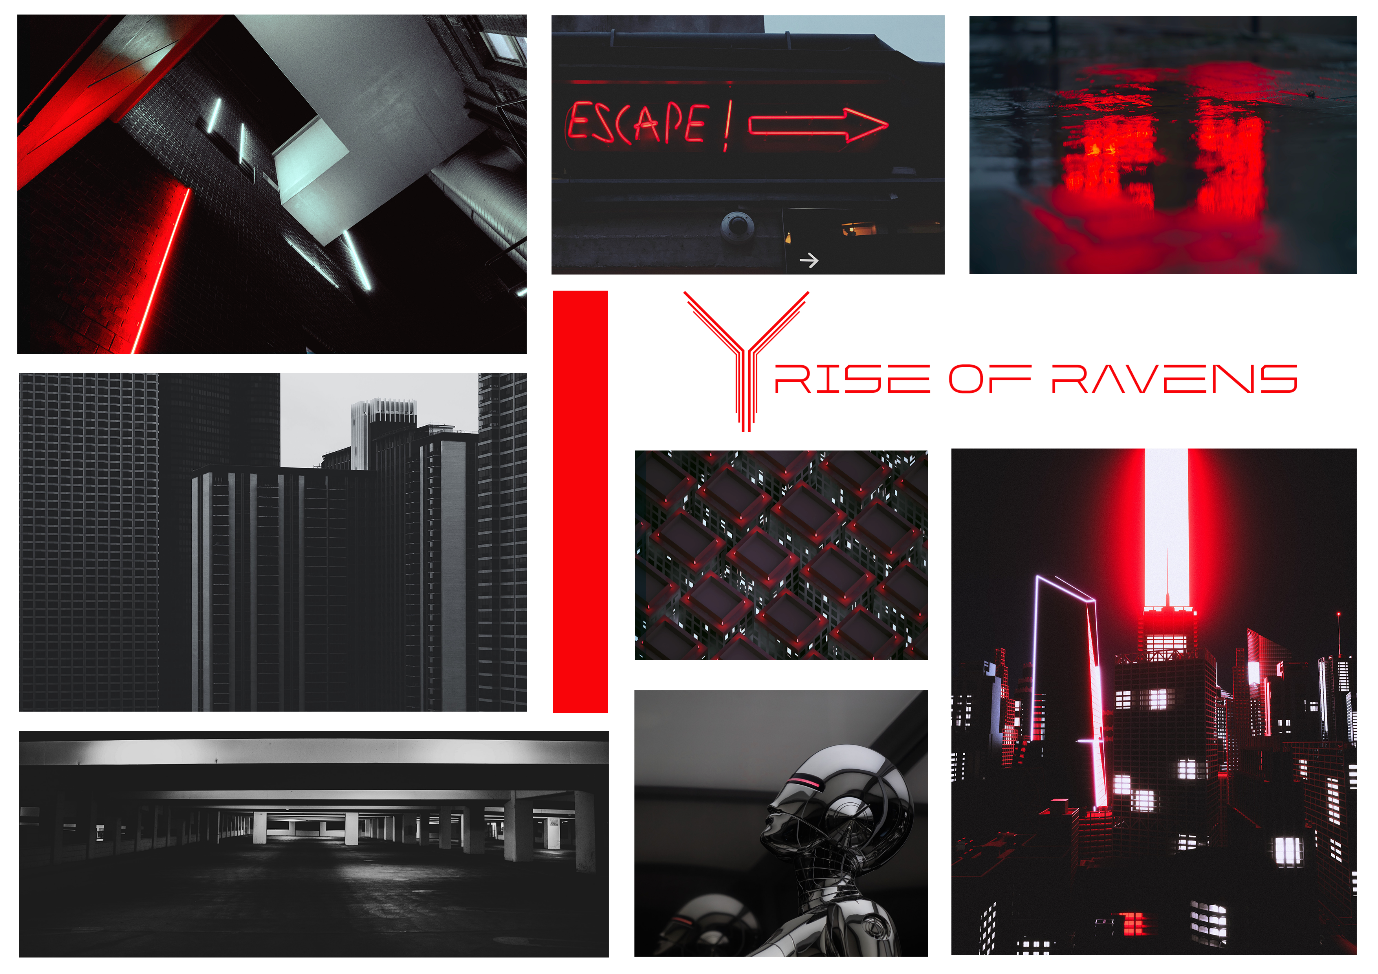 ESCAPE! →
→
Y RISE OF RAVENS